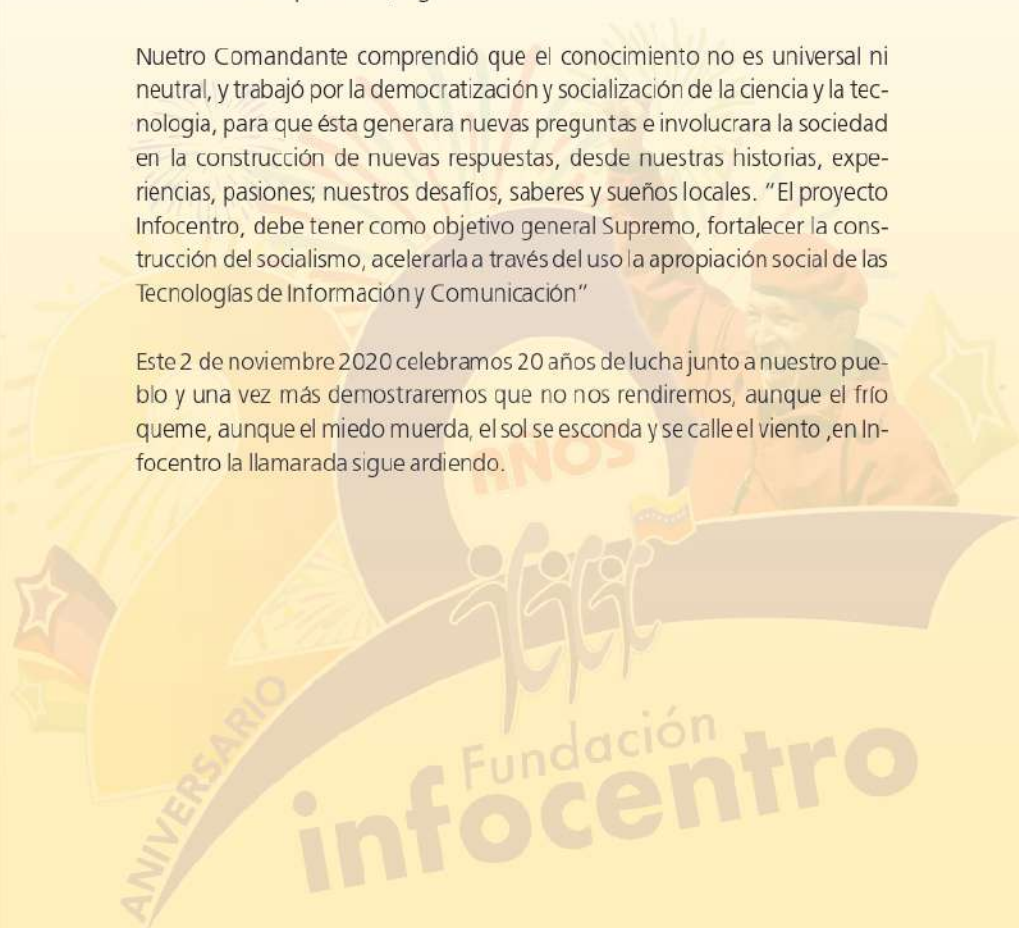 Nuetro Comandante comprendió que el conocimiento no es universal ni
neutral, y trabajó por la democratización y socialización de la ciencia y la tec-
nologia, para que ésta generara nuevas preguntas e involucrara la sociedad
en la construcción de nuevas respuestas, desde nuestras historias, expe-
riencias, pasiones; nuestros desafíos, saberes y sueños locales. "El proyecto
Infocentro, debe tener como objetivo general Supremo, fortalecer la cons-
trucción del socialismo, acelerarla a través del uso la apropiación social de las
Tecnologías de Información y Comunicación"
Este 2 de noviembre 2020 celebramos 20 años de lucha junto a nuestro pue-
blo y una vez más demostraremos que no nos rendiremos, aunque el frío
queme, aunque el miedo muerda, el sol se esconda y se calle el viento ,en In-
focentro la llamarada sigue ardiendo.
20
AÑOS
ANIVERSARIO
Fundación
infocentro